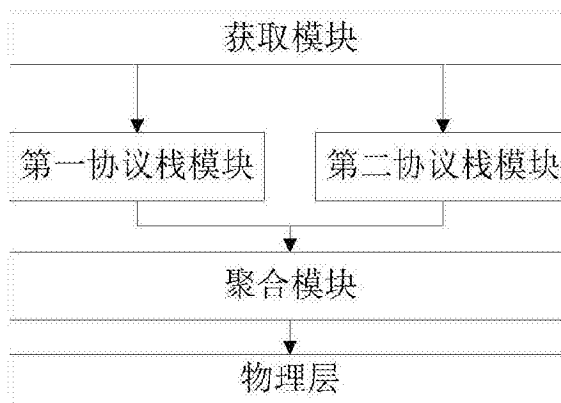 获取模块
第一协议栈模块
第二协议栈模块
聚合模块
物理层